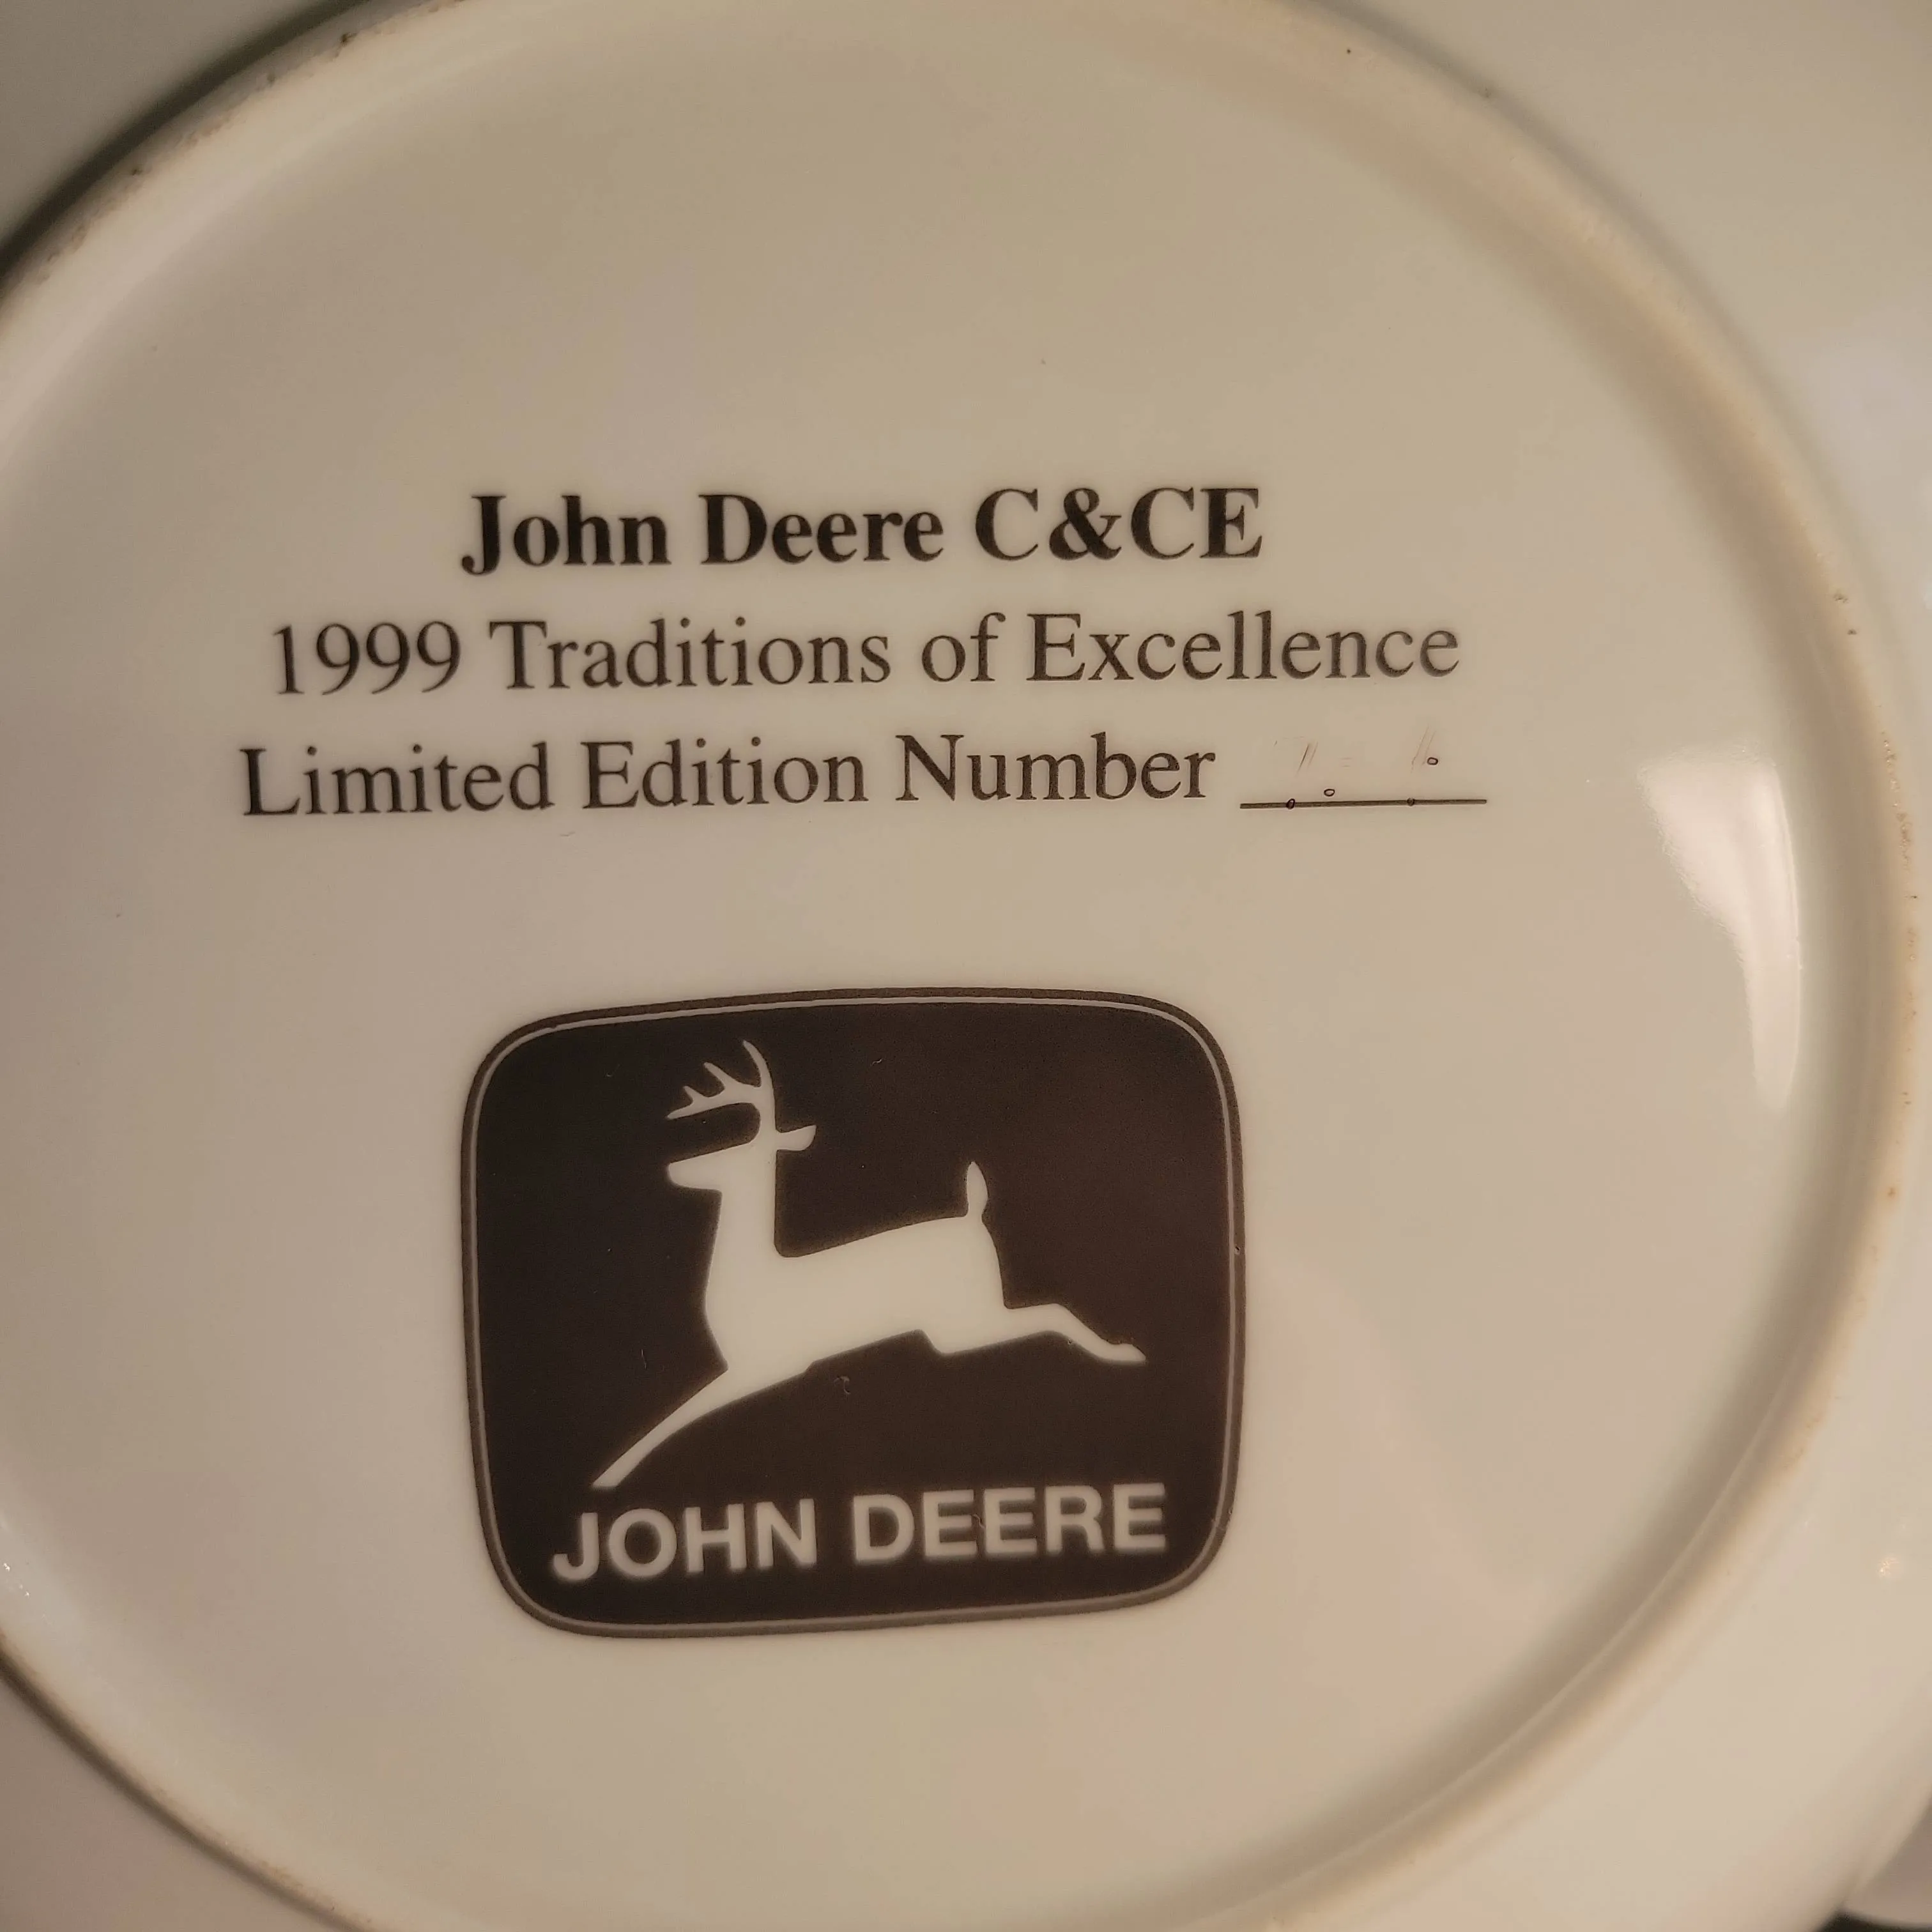 John Deere C&CE
1999 Traditions of Excellence
Limited Edition Number
JOHN DEERE